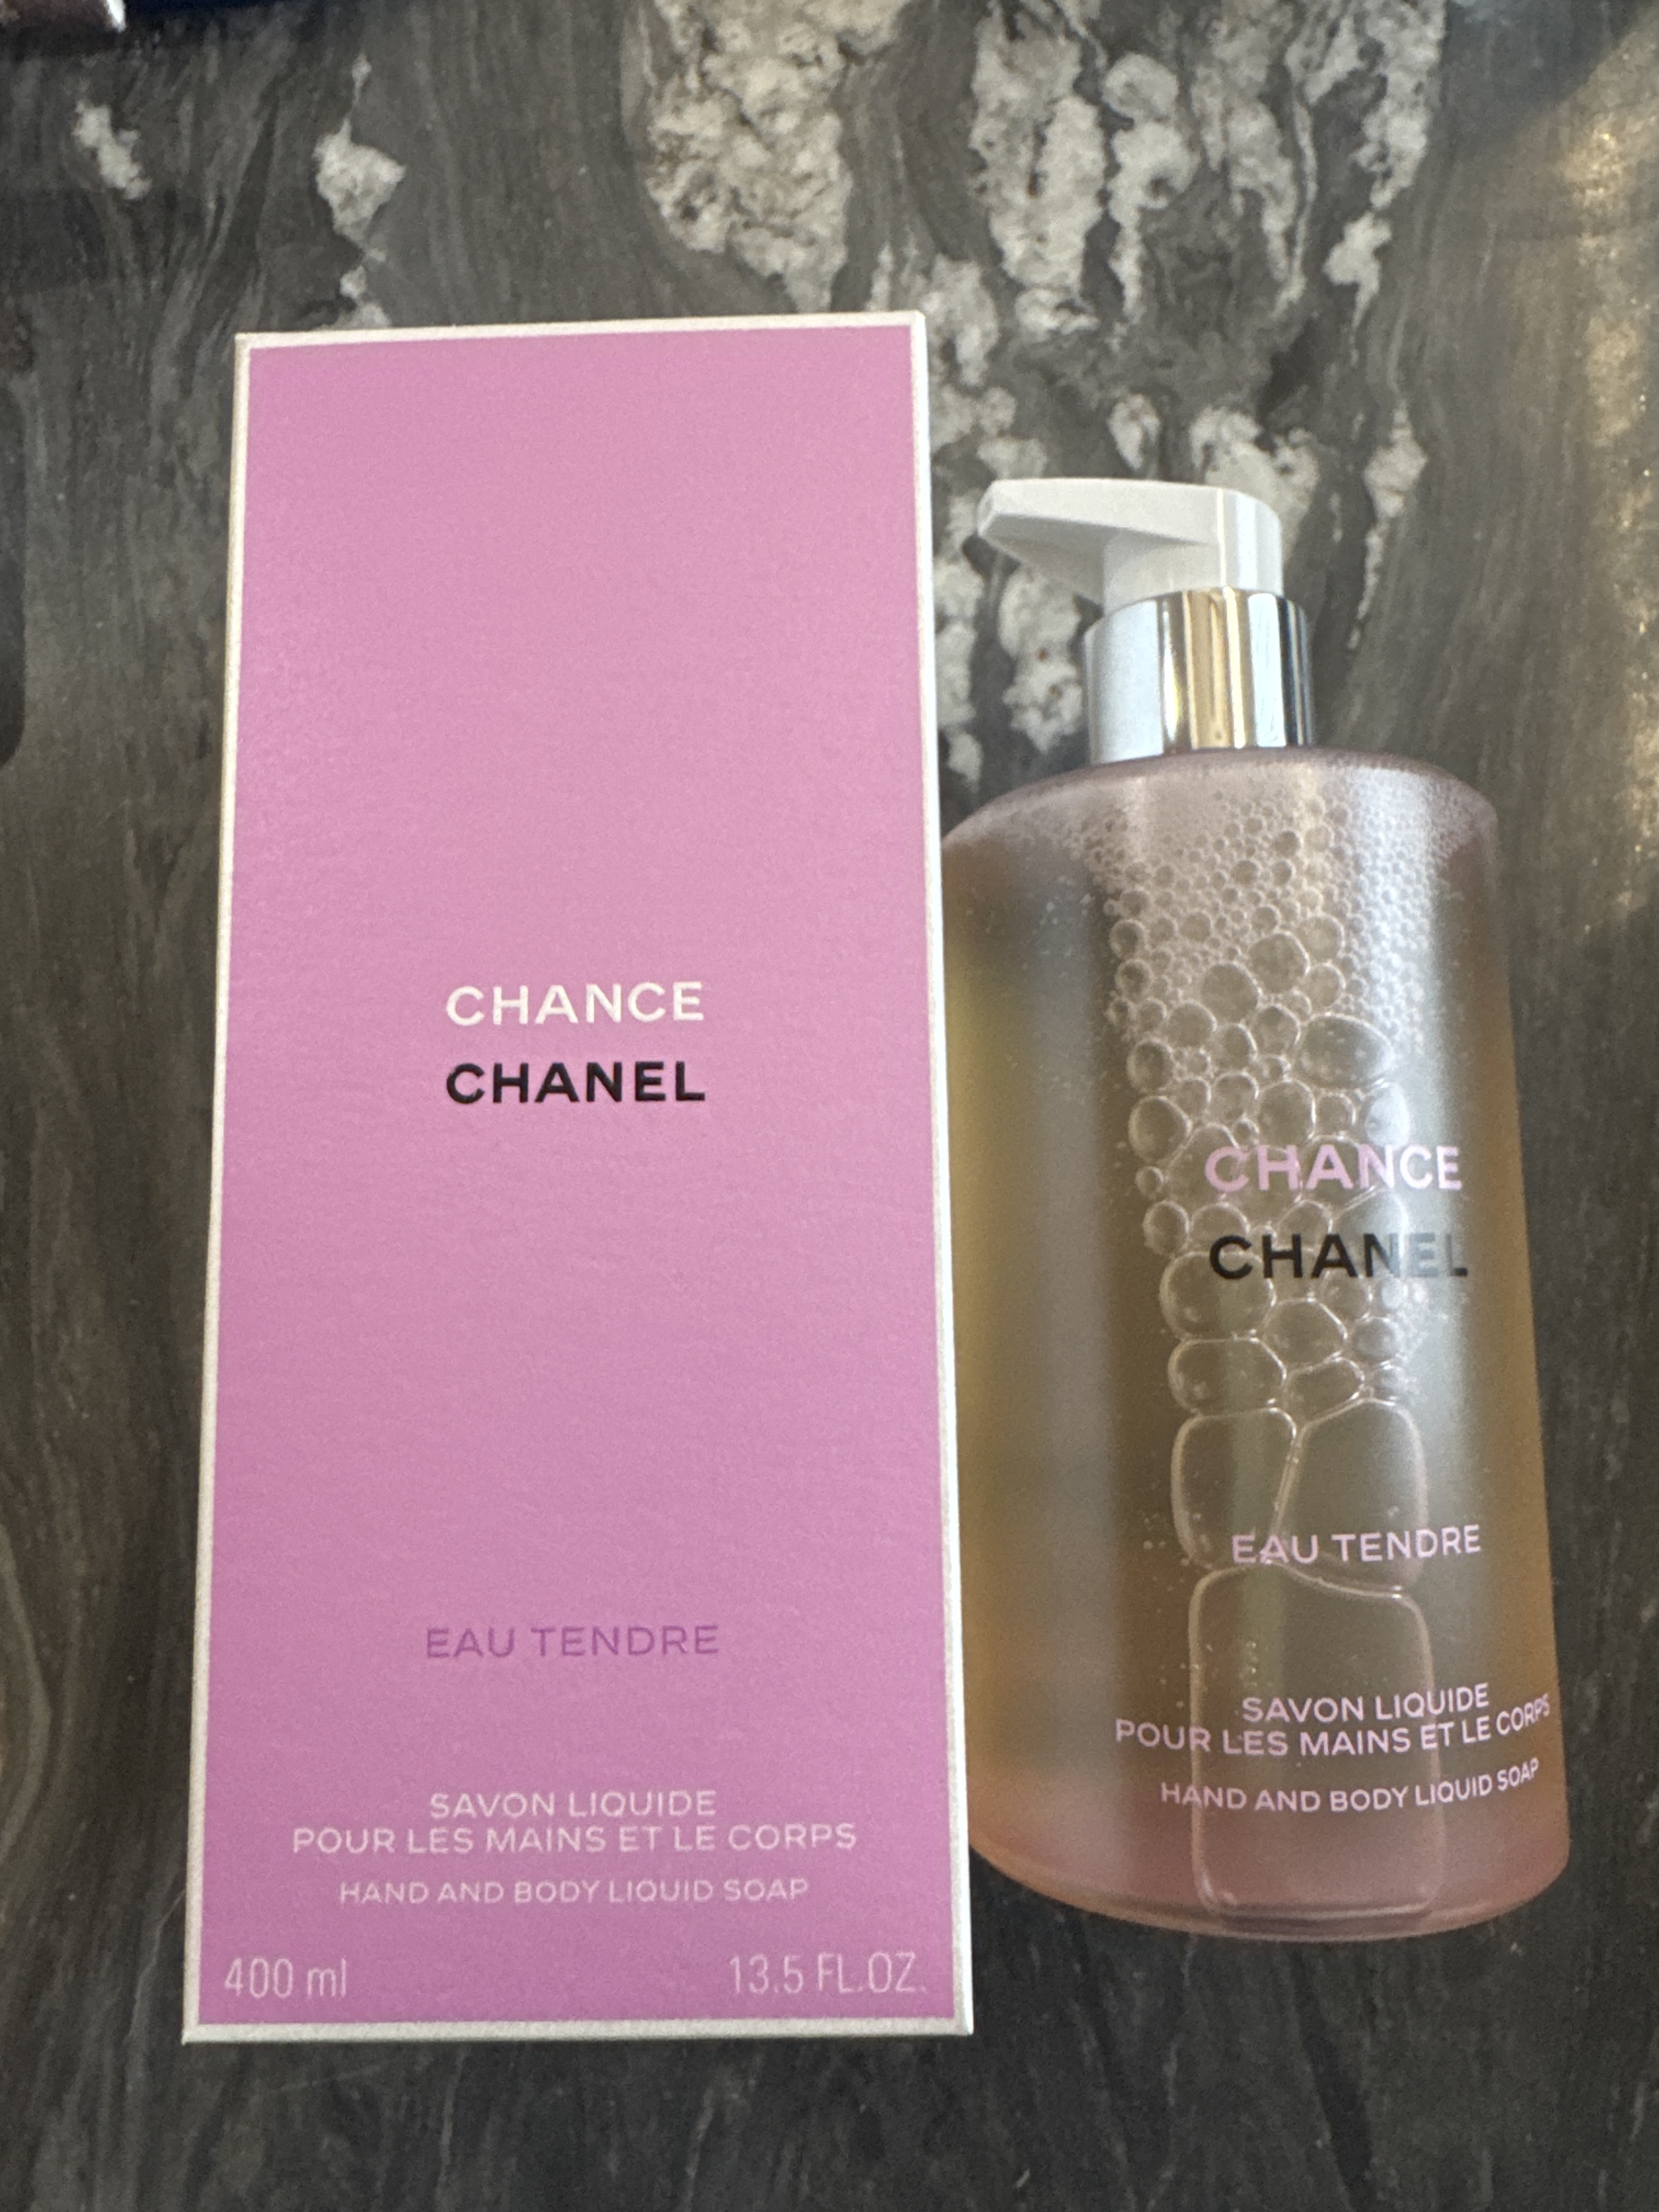 CHANCE
CHANEL
EAU TENDRE
SAVON LIQUIDE
POUR LES MAINS ET LE CORPS
HAND AND BODY LIQUID SOAP
400 ml
13.5 FL.OZ.
CHANCE
CHANEL
EAU TENDRE
SAVON LIQUIDE
POUR LES MAINS ET LE CORPS
HAND AND BODY LIQUID SOAP